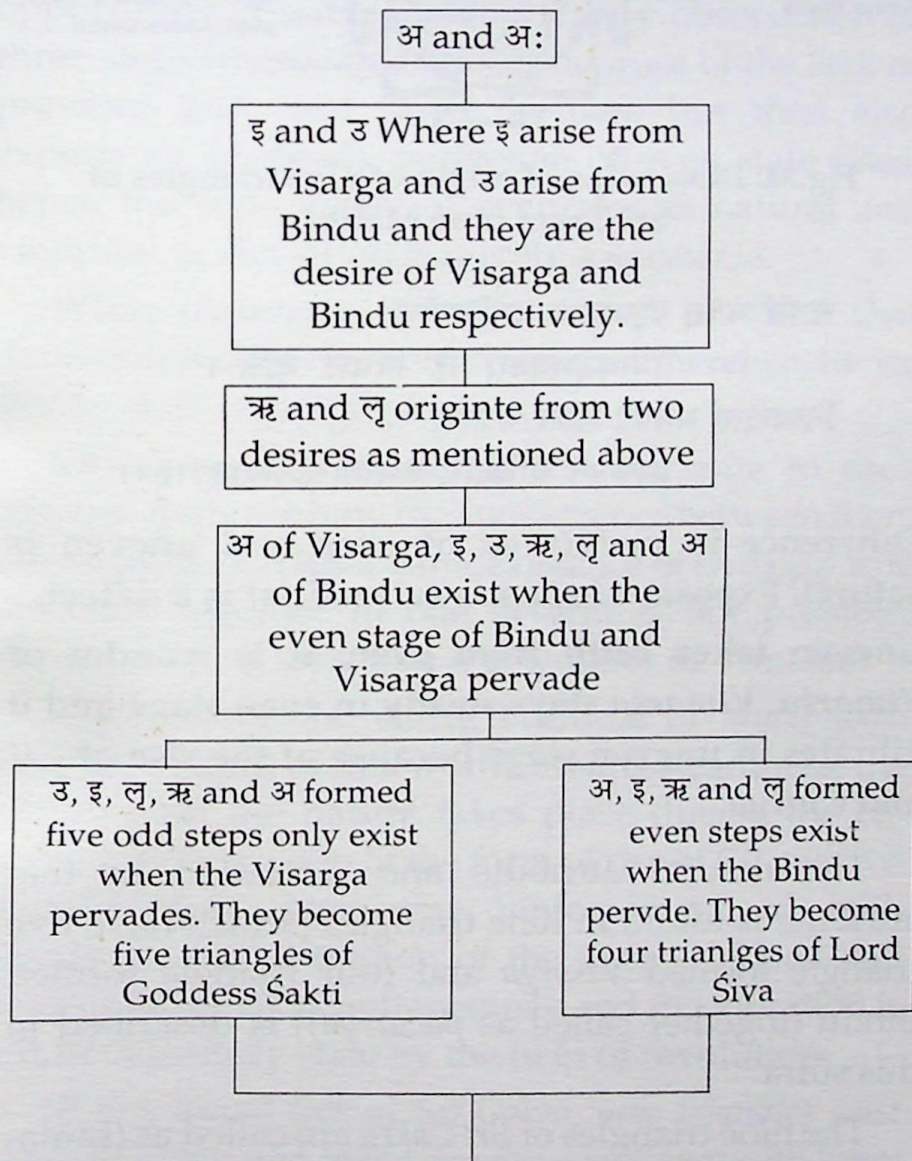 अ and अ:
इ and उ Where इ arise from
Visarga and उ arise from
Bindu and they are the
desire of Visarga and
Bindu respectively.
ऋ and लृ originte from two
desires as mentioned above
अ of Visarga, इ, उ, ऋ, लृ and अ
of Bindu exist when the
even stage of Bindu and
Visarga pervade
उ, इ, लृ, ऋ and अ formed
five odd steps only exist
when the Visarga
pervades. They become
five triangles of
Goddess Śakti
अ, इ, ऋ and लृ formed
even steps exist
when the Bindu
pervde. They become
four trianlges of Lord
Śiva